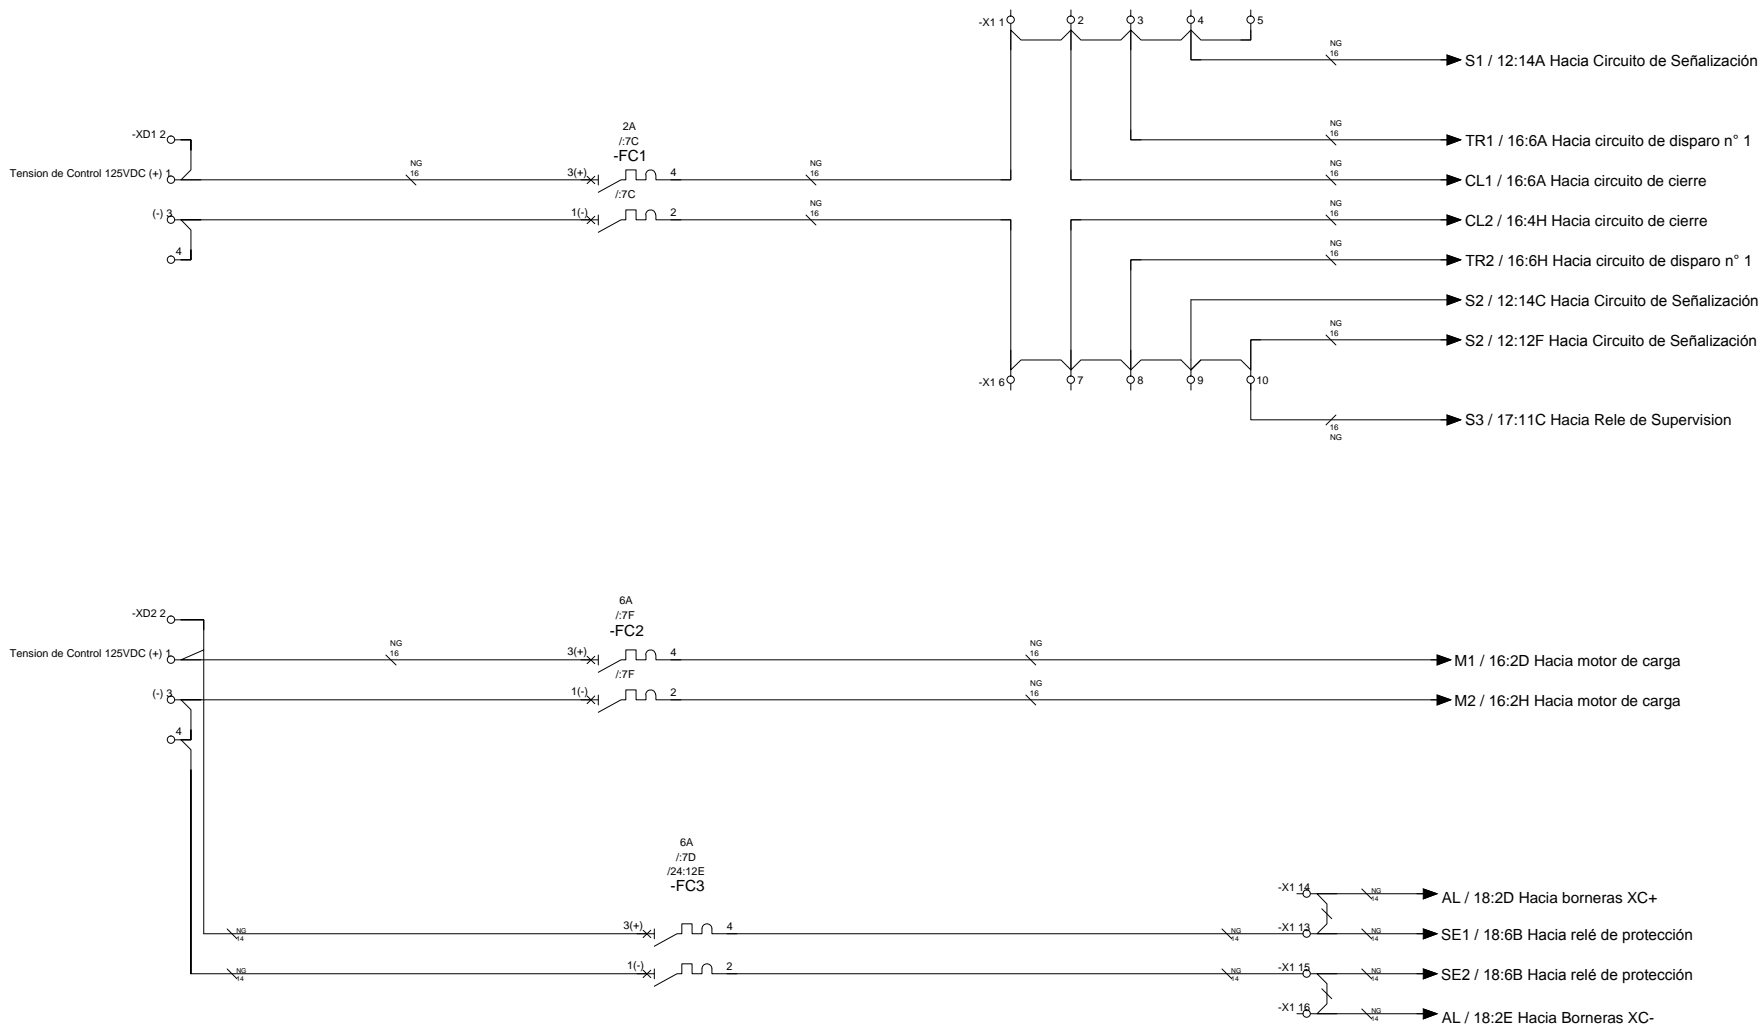 -X1 1
2
3
4
5
NG
16
S1 / 12:14A Hacia Circuito de Señalización
2A
/:7C
-FC1
-XD1 2
NG
16
TR1 / 16:6A Hacia circuito de disparo n° 1
Tension de Control 125VDC (+) 1
NG
16
3(+)
4
NG
16
NG
16
CL1 / 16:6A Hacia circuito de cierre
/:7C
(-) 3
1(-)
2
NG
16
NG
16
CL2 / 16:4H Hacia circuito de cierre
4
NG
16
TR2 / 16:6H Hacia circuito de disparo n° 1
S2 / 12:14C Hacia Circuito de Señalización
NG
16
S2 / 12:12F Hacia Circuito de Señalización
-X1 6
7
8
9
10
S3 / 17:11C Hacia Rele de Supervision
16
NG
6A
/:7F
-FC2
-XD2 2
Tension de Control 125VDC (+) 1
NG
16
3(+)
4
NG
16
M1 / 16:2D Hacia motor de carga
/:7F
(-) 3
1(-)
2
NG
16
M2 / 16:2H Hacia motor de carga
4
6A
/:7D
/24:12E
-FC3
-X1 14
NG
14
AL / 18:2D Hacia borneras XC+
NG
14
3(+)
4
NG
14
-X1 13
NG
14
SE1 / 18:6B Hacia relé de protección
NG
14
1(-)
2
NG
14
-X1 15
NG
14
SE2 / 18:6B Hacia relé de protección
-X1 16
NG
14
AL / 18:2E Hacia Borneras XC-